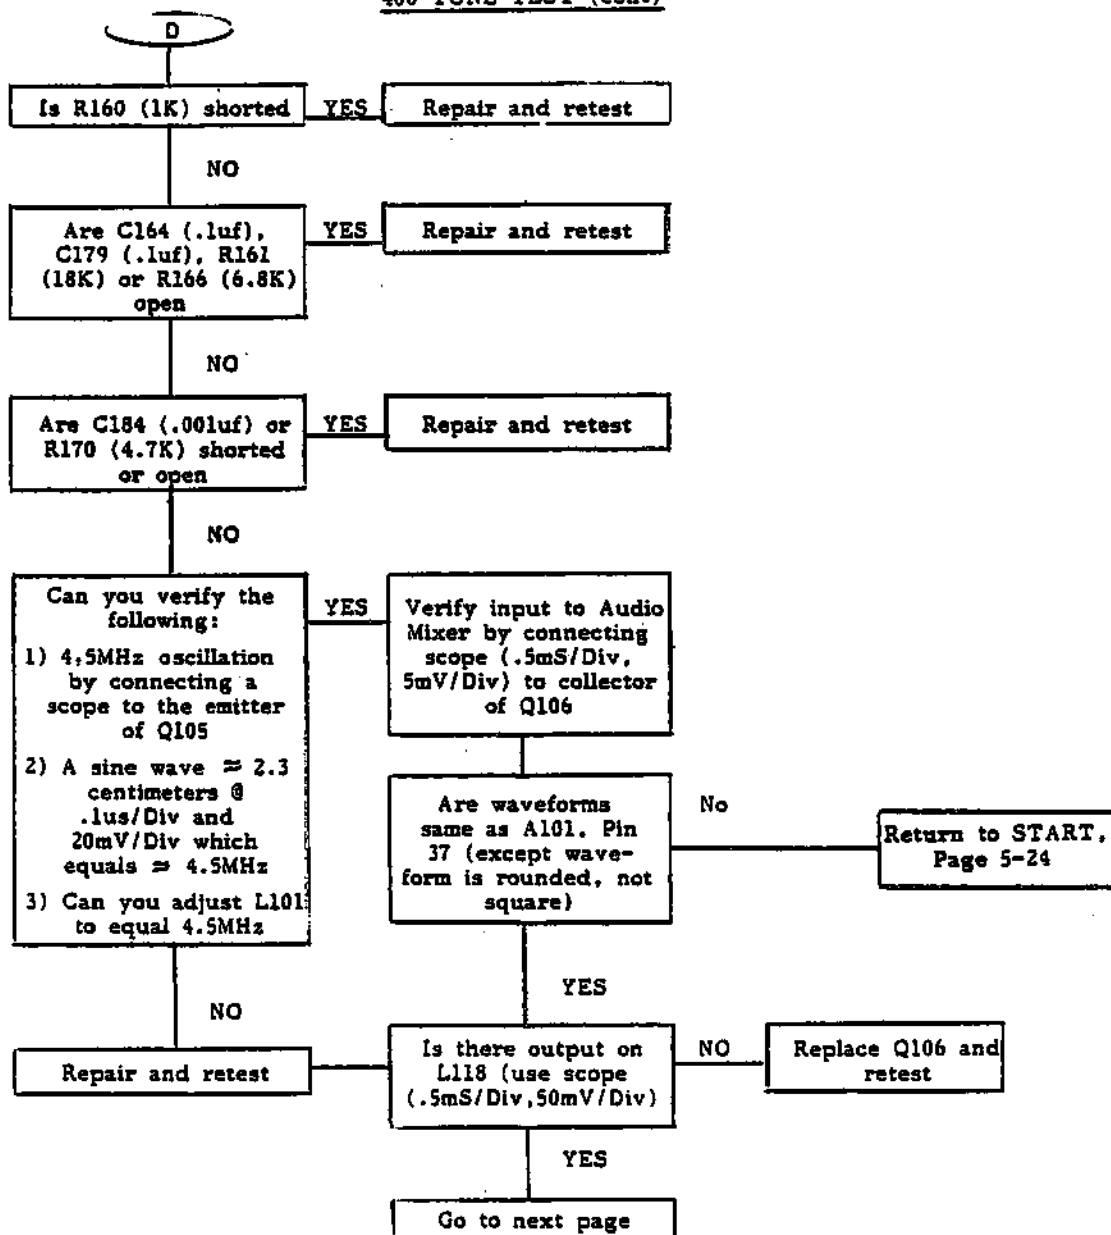 400 TONE TEST (cont)
D
Is R160 (1K) shorted
YES
Repair and retest
NO
Are C164 (.1uf),
C179 (.1uf), R161
(18K) or R166 (6.8K)
open
YES
Repair and retest
NO
Are C184 (.001uf) or
R170 (4.7K) shorted
or open
YES
Repair and retest
NO
Can you verify the
following:
1) 4.5MHz oscillation
by connecting a
scope to the emitter
of Q105
2) A sine wave ≈ 2.3
centimeters @
.1us/Div and
20mV/Div which
equals ≈ 4.5MHz
3) Can you adjust L101
to equal 4.5MHz
YES
Verify input to Audio
Mixer by connecting
scope (.5mS/Div,
5mV/Div) to collector
of Q106
Are waveforms
same as A101, Pin
37 (except wave-
form is rounded, not
square)
No
Return to START,
Page 5-24
YES
NO
Repair and retest
Is there output on
L118 (use scope
(.5mS/Div,50mV/Div)
NO
Replace Q106 and
retest
YES
Go to next page